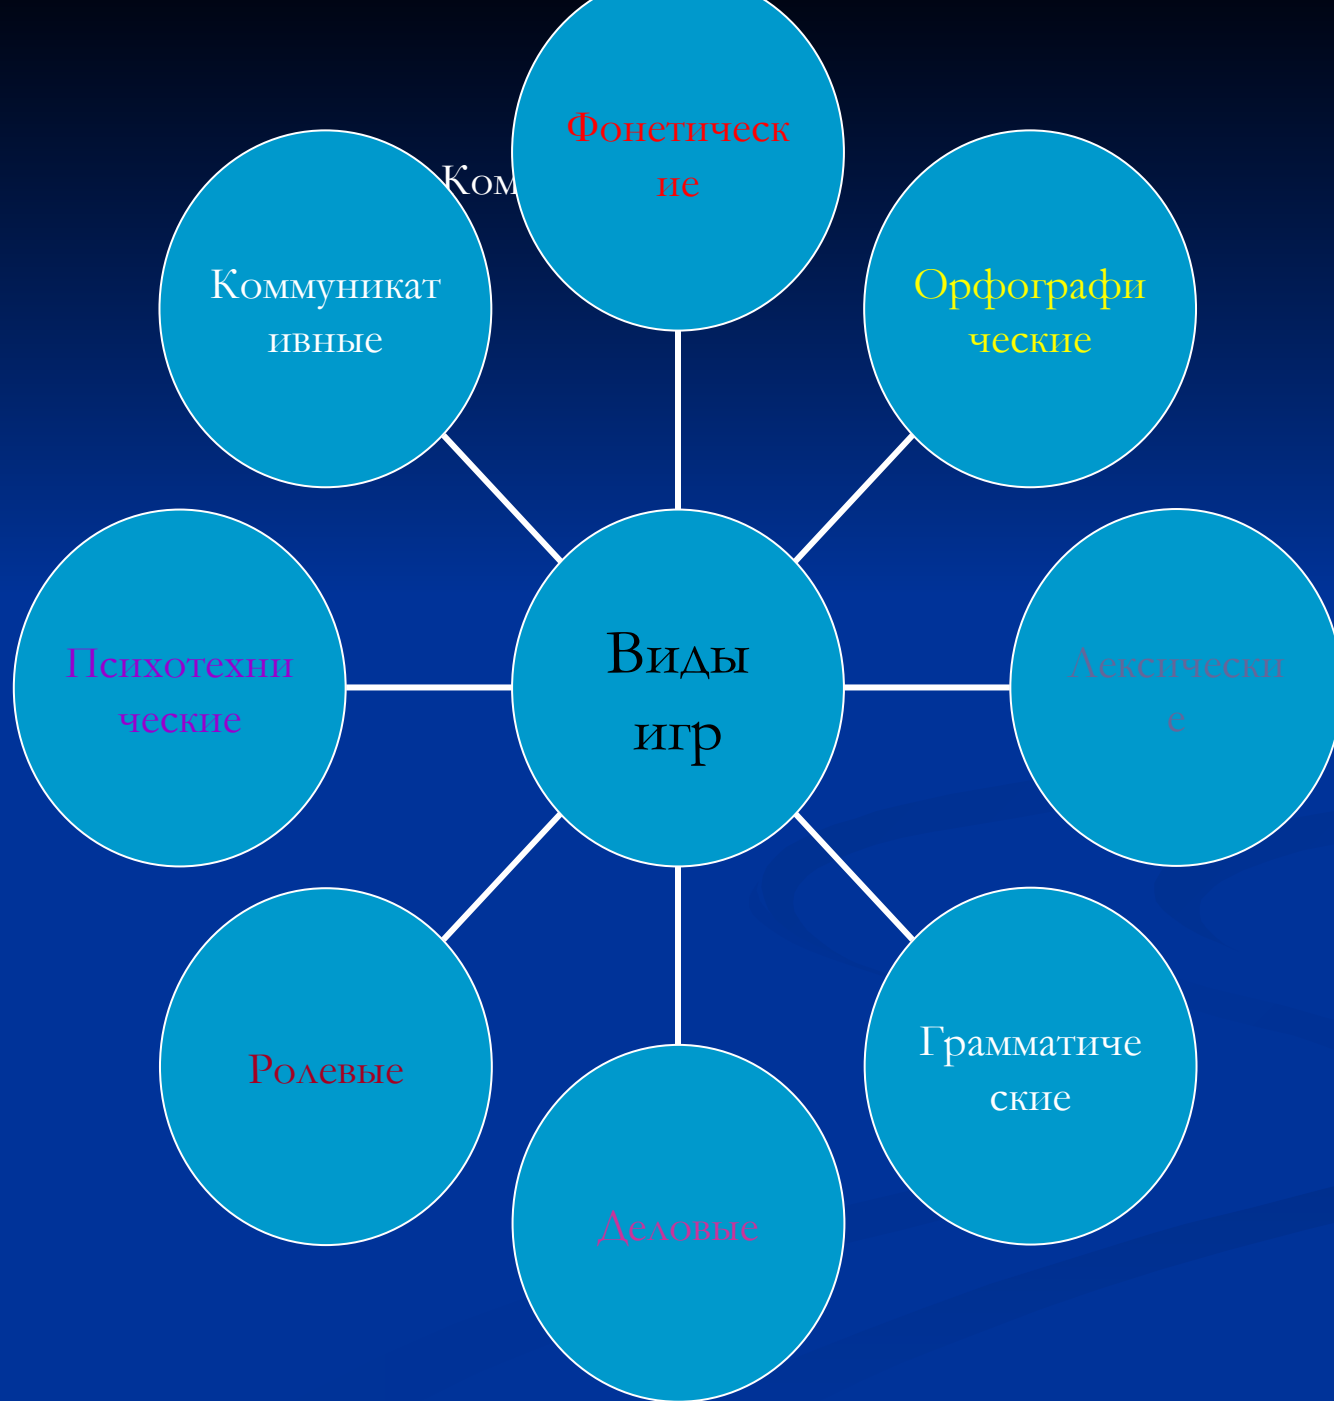 Фонетическ
ие
Ком
Коммуникат
ивные
Орфографи
ческие
Психотехни
ческие
Виды
игр
Лексически
е
Ролевые
Грамматиче
ские
Деловые